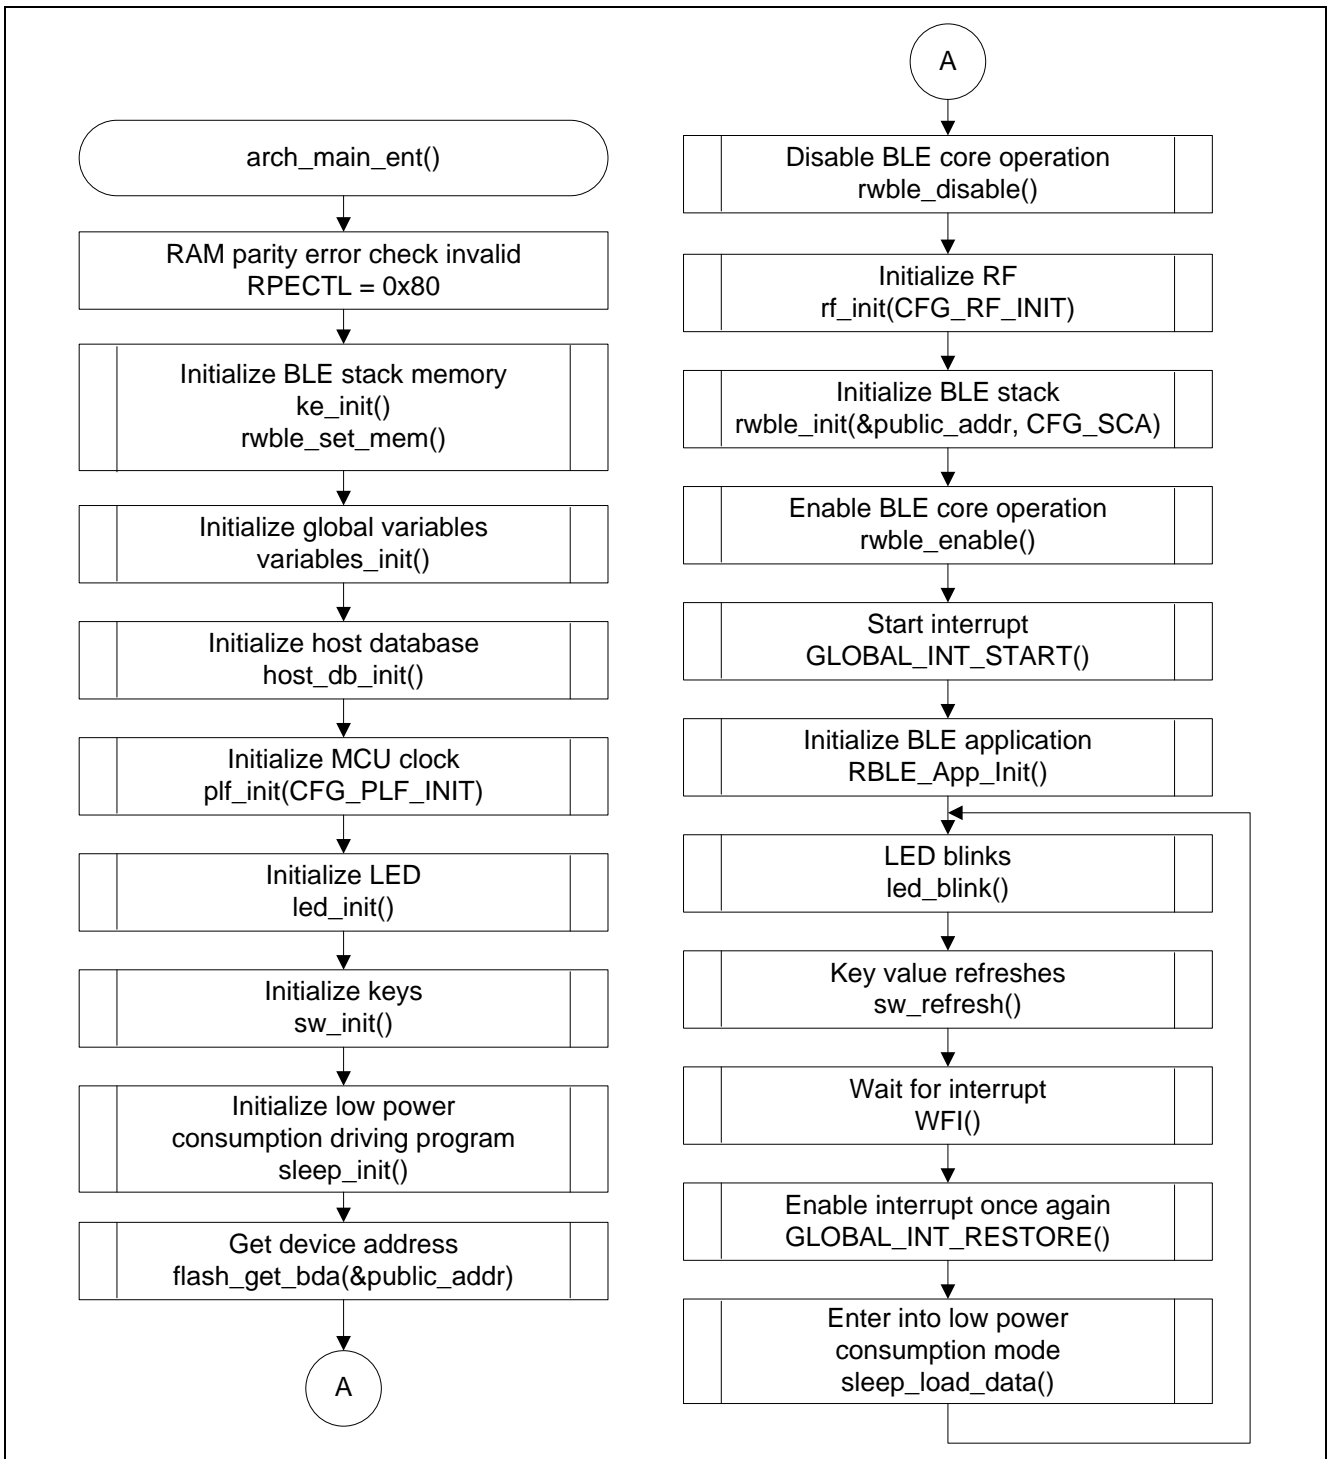 arch_main_ent()
RAM parity error check invalid
RPECTL = 0x80
Initialize BLE stack memory
ke_init()
rwble_set_mem()
Initialize global variables
variables_init()
Initialize host database
host_db_init()
Initialize MCU clock
plf_init(CFG_PLF_INIT)
Initialize LED
led_init()
Initialize keys
sw_init()
Initialize low power
consumption driving program
sleep_init()
Get device address
flash_get_bda(&public_addr)
A
A
Disable BLE core operation
rwble_disable()
Initialize RF
rf_init(CFG_RF_INIT)
Initialize BLE stack
rwble_init(&public_addr, CFG_SCA)
Enable BLE core operation
rwble_enable()
Start interrupt
GLOBAL_INT_START()
Initialize BLE application
RBLE_App_Init()
LED blinks
led_blink()
Key value refreshes
sw_refresh()
Wait for interrupt
WFI()
Enable interrupt once again
GLOBAL_INT_RESTORE()
Enter into low power
consumption mode
sleep_load_data()